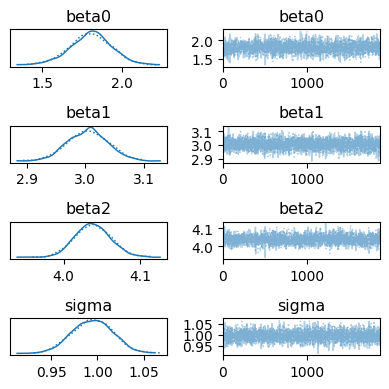 beta0 beta0
2.0
1.5
1.5 2.0 0 1000
beta1 beta1
3.1
3.0
2.9
2.9 3.0 3.1 0 1000
beta2 beta2
4.1
4.0
4.0 4.1 0 1000
sigma sigma
1.05
1.00
0.95
0.95 1.00 1.05 0 1000